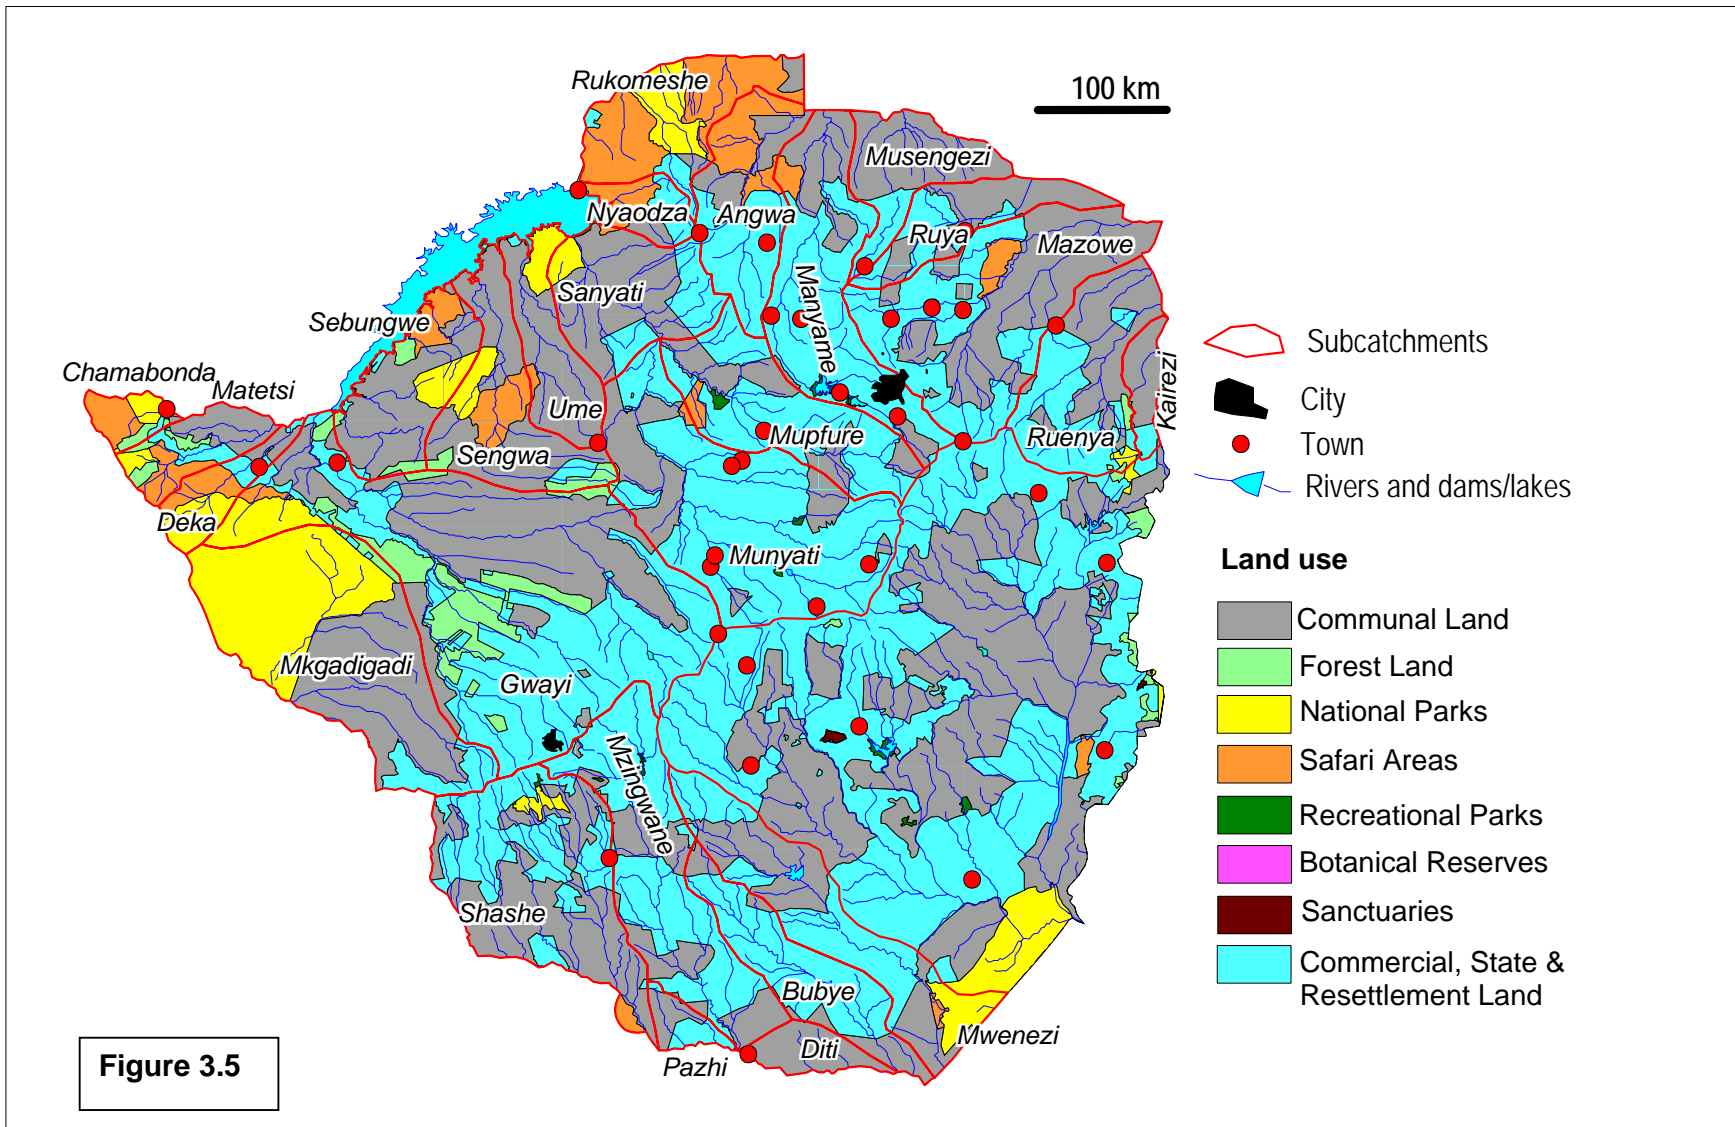 Rukomeshe
100 km
Musengezi
Nyaodza
Angwa
Ruya
Mazowe
Manyame
Sanyati
Sebungwe
Chamabonda
Matetsi
Ume
Mupfure
Ruenya
Kairezi
Sengwa
Deka
Munyati
Mkgadigadi
Gwayi
Mzingwane
Shashe
Bubye
Mwenezi
Diti
Pazhi
Subcatchments
City
Town
Rivers and dams/lakes
Land use
Communal Land
Forest Land
National Parks
Safari Areas
Recreational Parks
Botanical Reserves
Sanctuaries
Commercial, State &
Resettlement Land
Figure 3.5